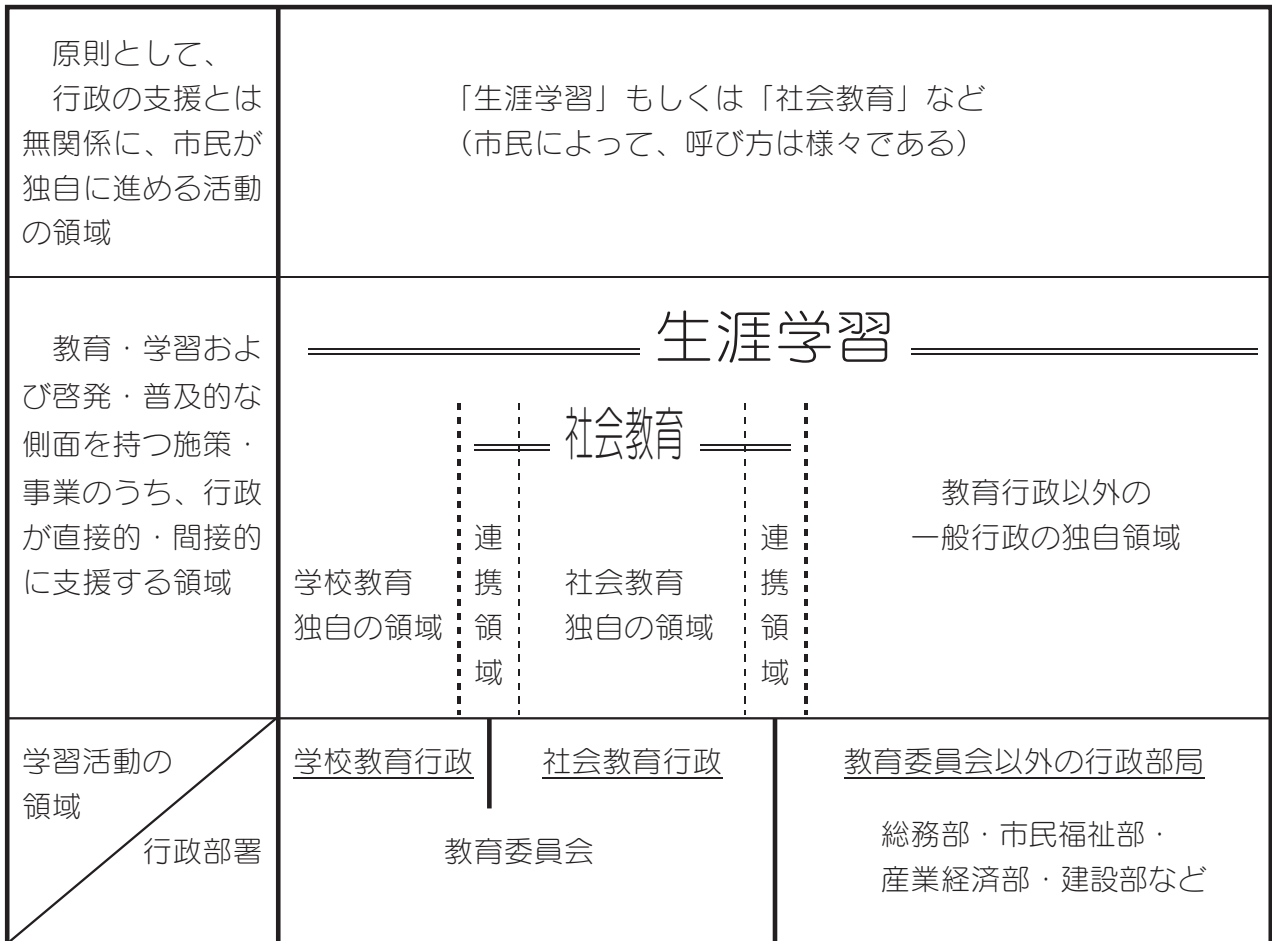 原則として、
行政の支援とは
無関係に、市民が
独自に進める活動
の領域
「生涯学習」もしくは「社会教育」など
（市民によって、呼び方は様々である）
教育・学習およ
び啓発・普及的な
側面を持つ施策・
事業のうち、行政
が直接的・間接的
に支援する領域
生涯学習
社会教育
学校教育
独自の領域
連携領域
社会教育
独自の領域
連携領域
教育行政以外の
一般行政の独自領域
学習活動の
領域
行政部署
学校教育行政
社会教育行政
教育委員会
教育委員会以外の行政部局
総務部・市民福祉部・
産業経済部・建設部など